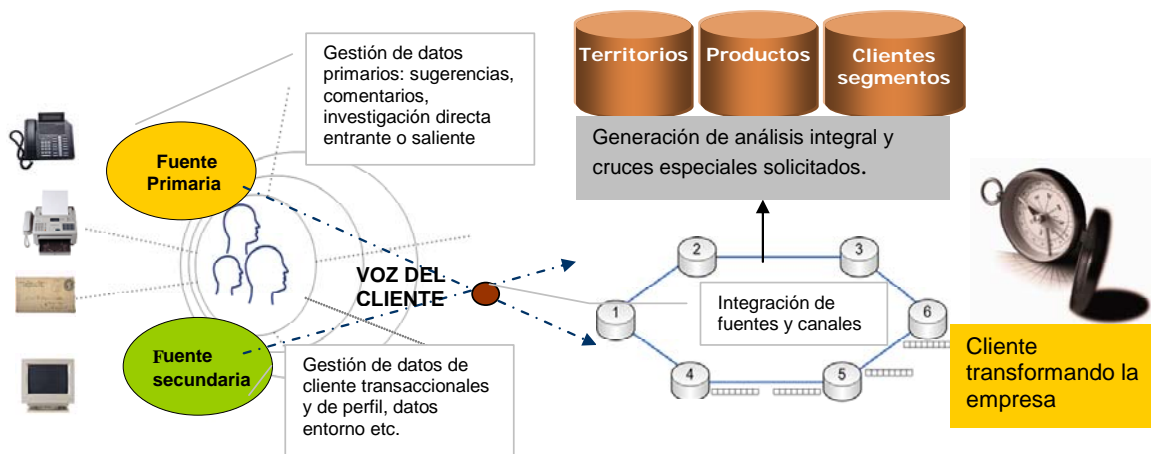 Gestión de datos
primarios: sugerencias,
comentarios,
investigación directa
entrante o saliente
Fuente
Primaria
VOZ DEL
CLIENTE
Fuente
secundaria
Gestión de datos de
cliente transaccionales
y de perfil, datos
entorno etc.
Territorios
Productos
Clientes
segmentos
Generación de análisis integral y
cruces especiales solicitados.
2
3
1
Integración de
fuentes y canales
6
4
5
Cliente
transformando la
empresa